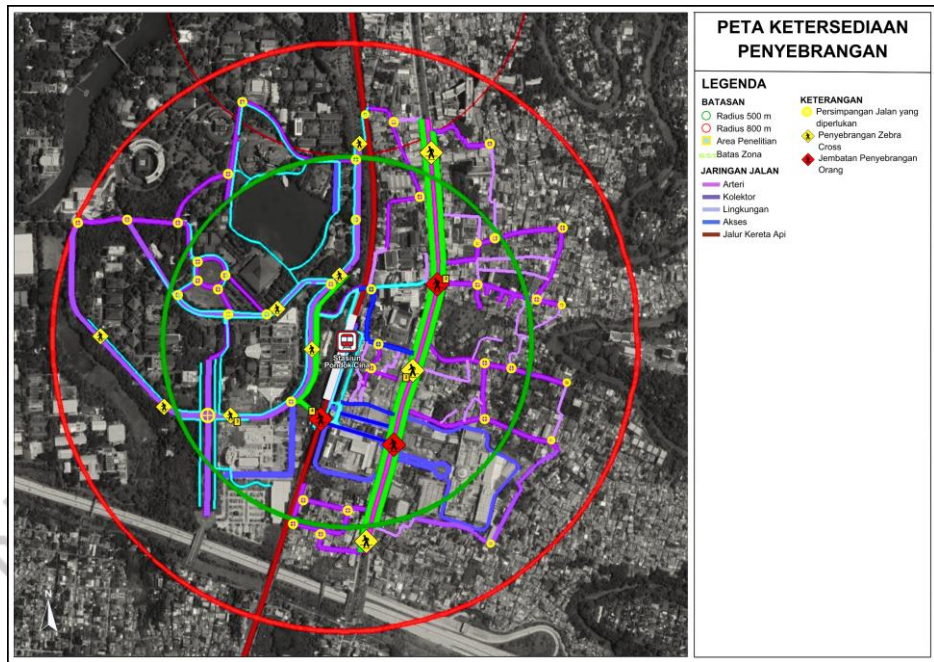 PETA KETERSEDIAAN
PENYEBRANGAN
LEGENDA
BATASAN
Radius 500 m
Radius 800 m
Area Penelitian
Batas Zona
JARINGAN JALAN
Arteri
Kolektor
Lingkungan
Akses
Jalur Kereta Api
KETERANGAN
Persimpangan Jalan yang
diperlukan
Penyebrangan Zebra
Cross
Jembatan Penyebrangan
Orang
Stasiun
Pondok Cina
N